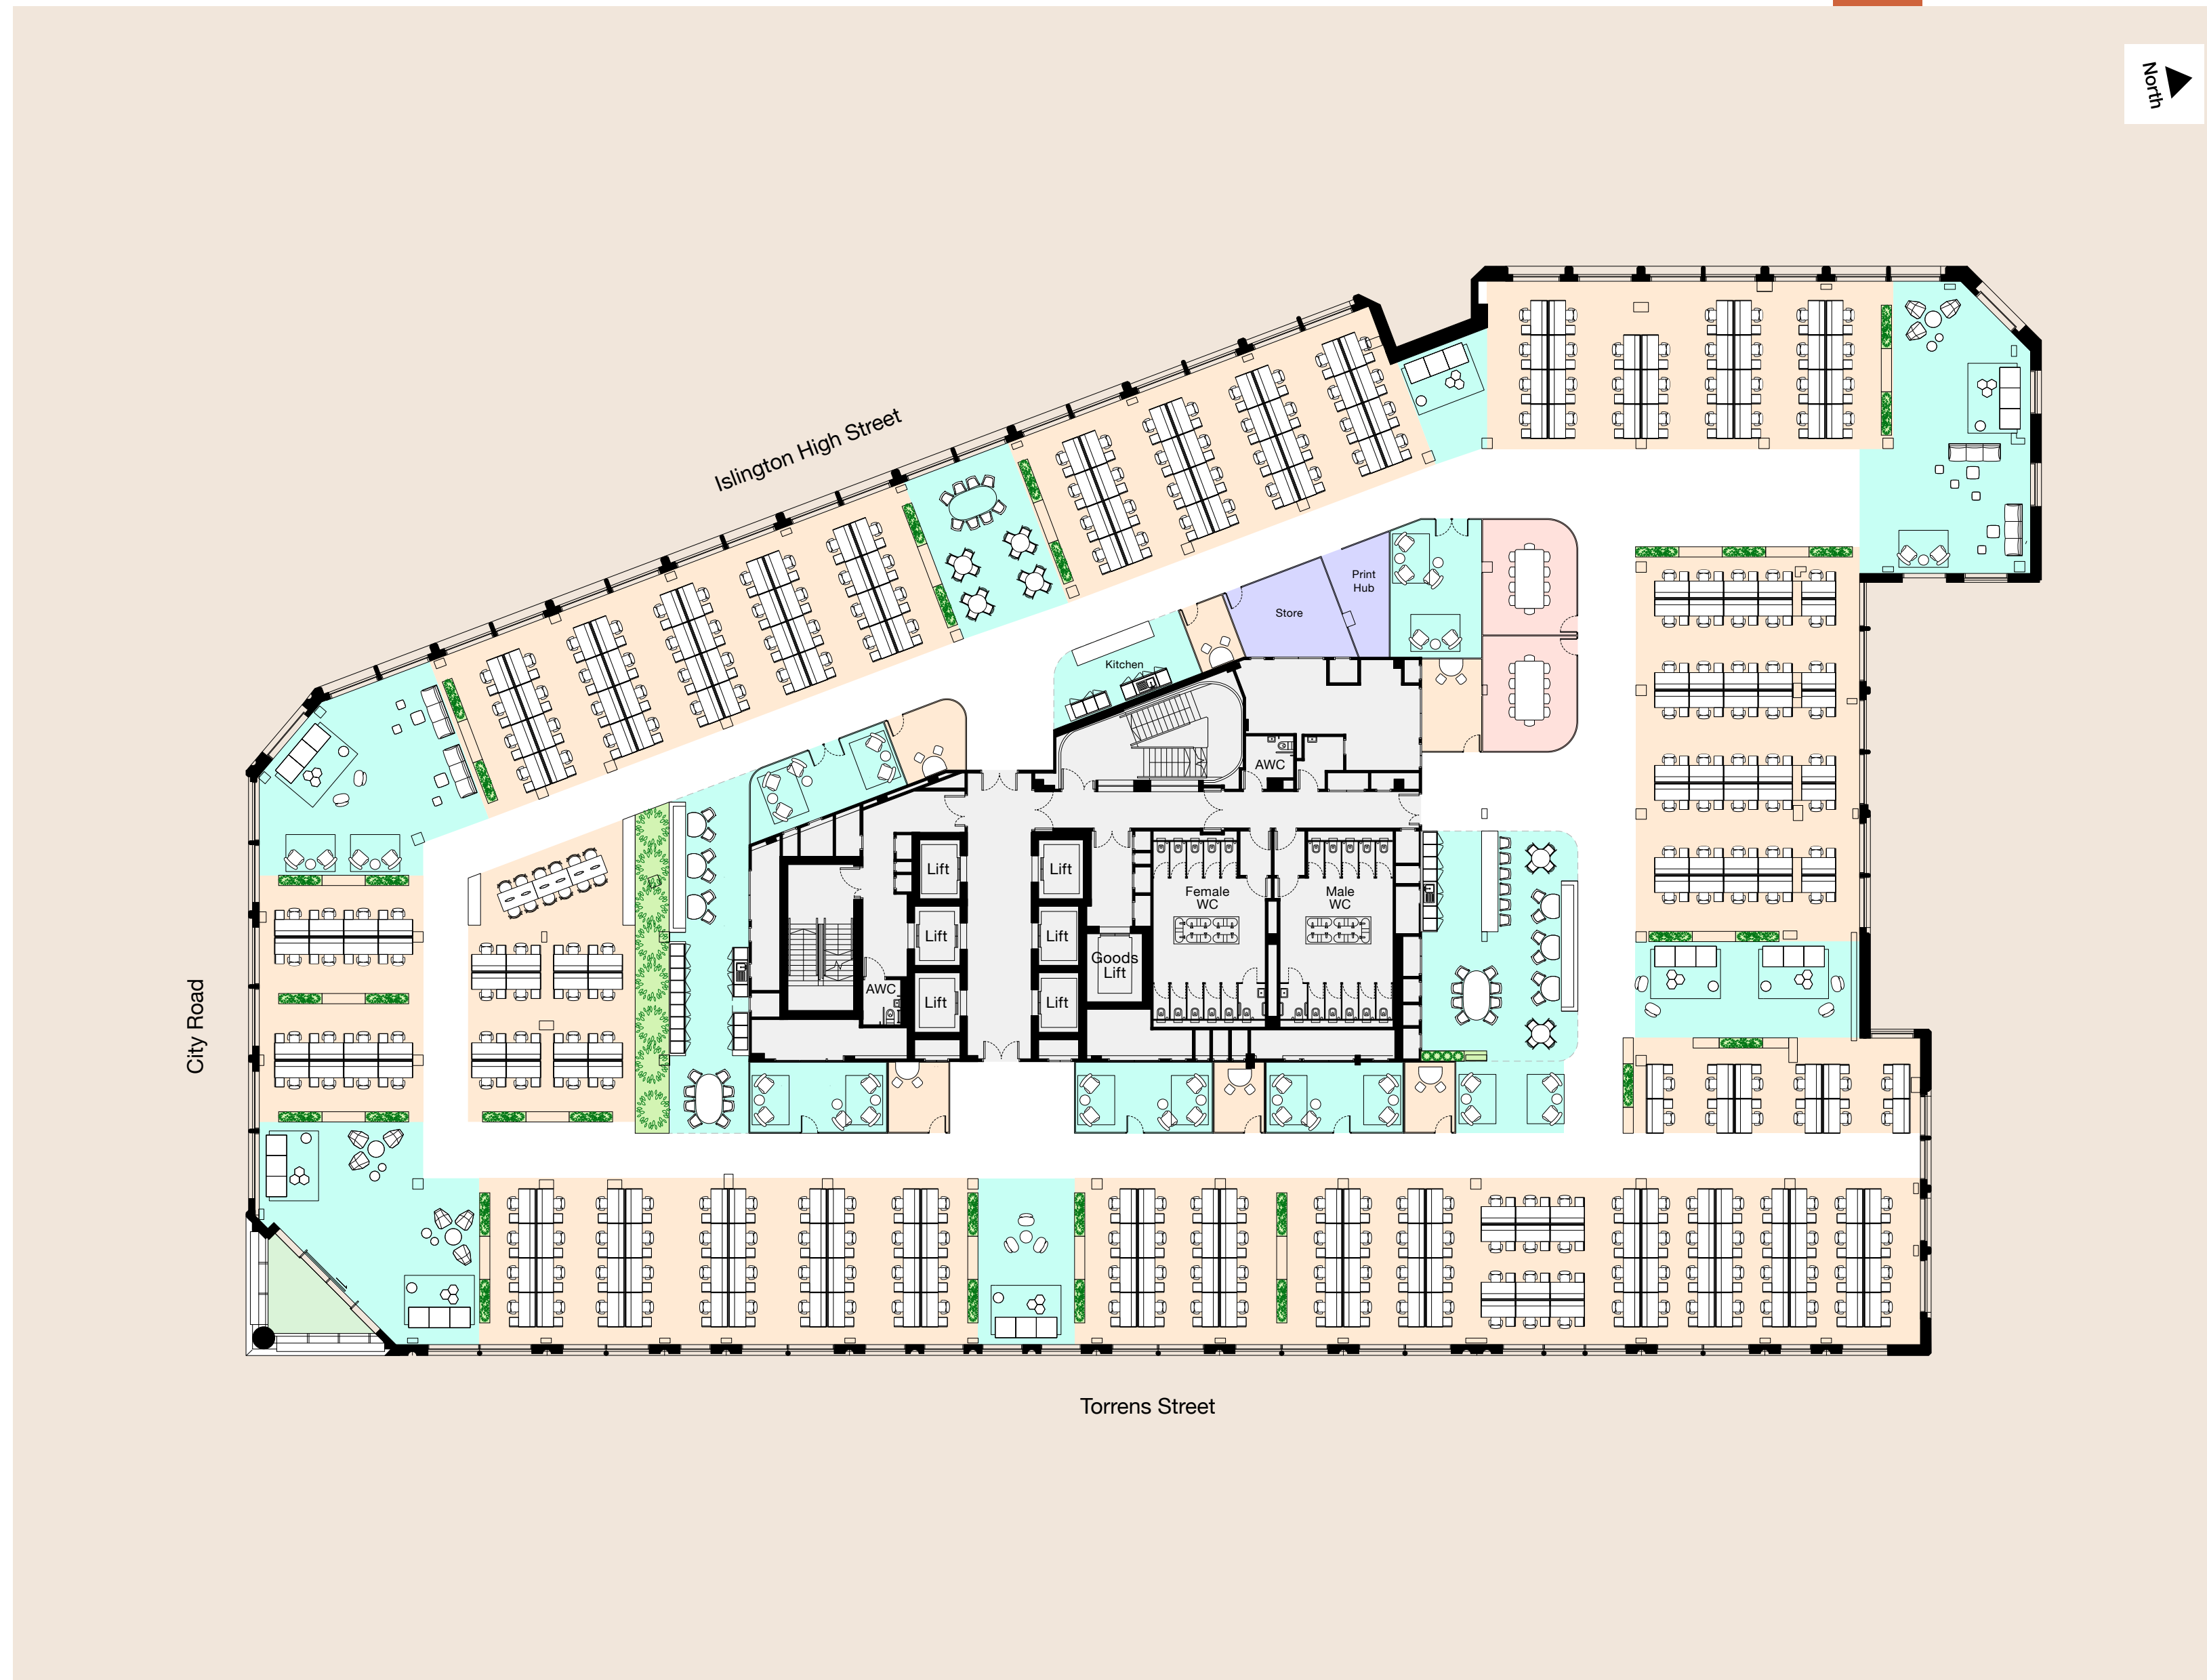 North
Islington High Street
Print
Hub
Store
Kitchen
AWC
Lift
Lift
Female
WC
Male
WC
Lift
Lift
Goods
Lift
AWC
Lift
Lift
City Road
Torrens Street